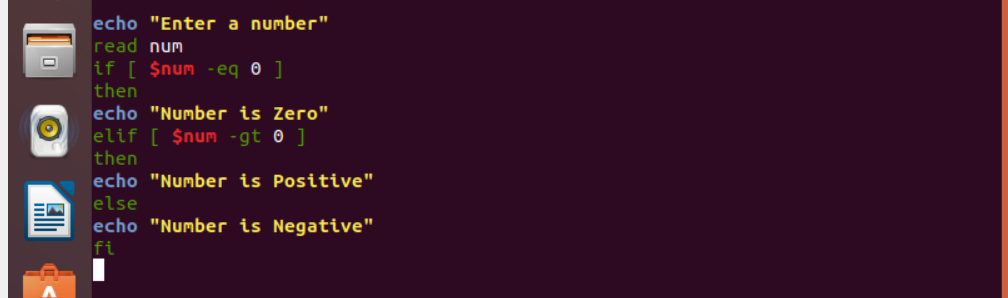 echo "Enter a number"
read num
if [ $num -eq 0 ]
then
echo "Number is Zero"
elif [ $num -gt 0 ]
then
echo "Number is Positive"
else
echo "Number is Negative"
fi